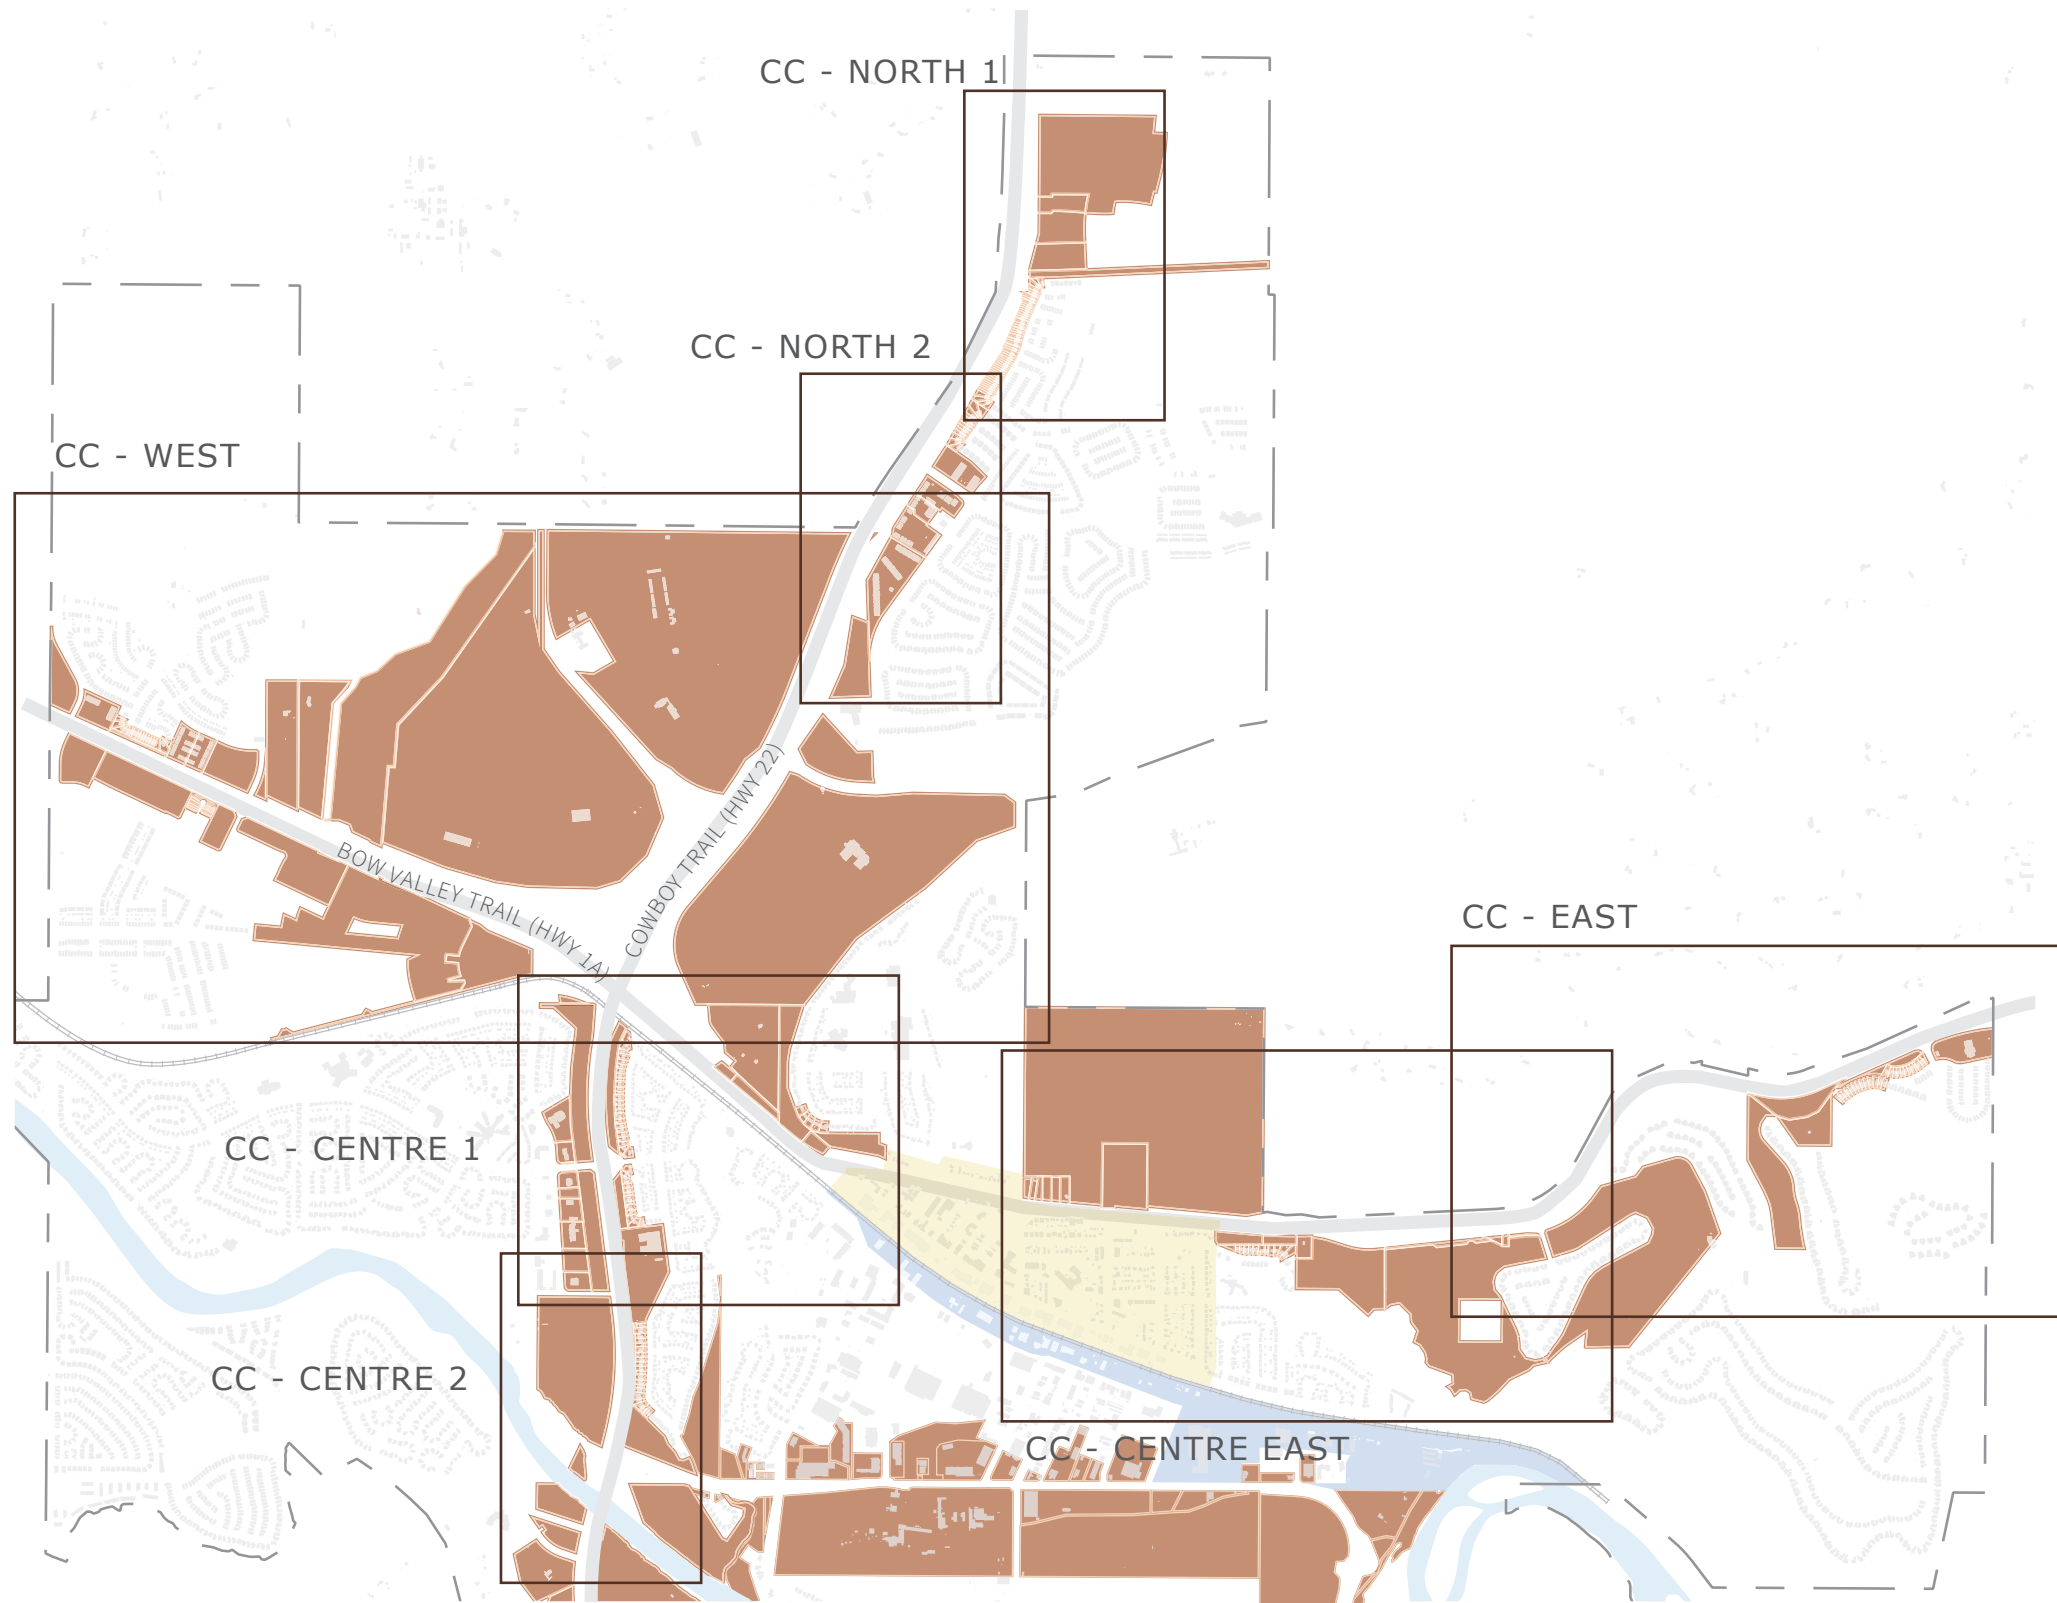 CC - NORTH 1
CC - NORTH 2
CC - WEST
COWBOY TRAIL (HWY 22)
BOW VALLEY TRAIL (HWY 1A)
CC - EAST
CC - CENTRE 1
CC - CENTRE 2
CC - CENTRE EAST